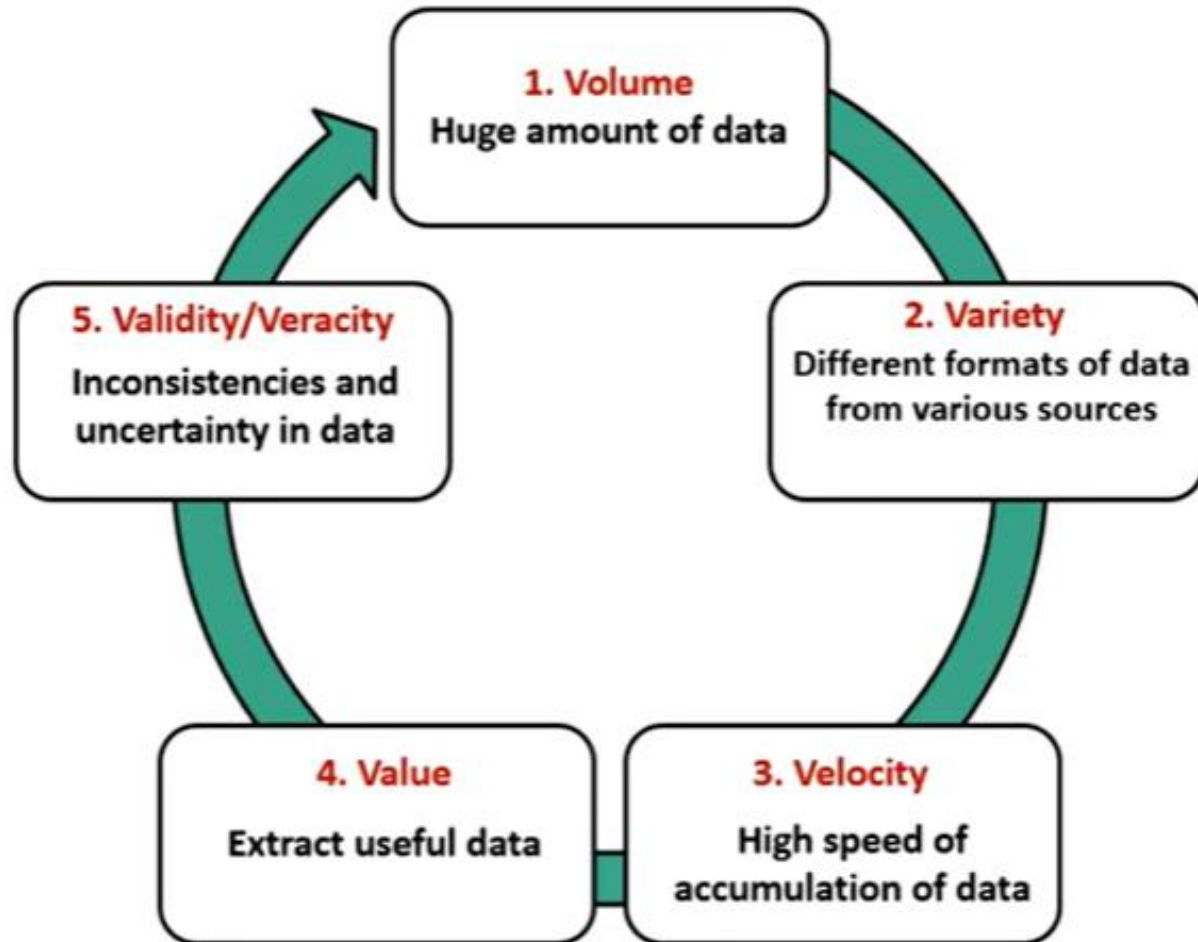 1. Volume
Huge amount of data
2. Variety
Different formats of data
from various sources
3. Velocity
High speed of
accumulation of data
4. Value
Extract useful data
5. Validity/Veracity
Inconsistencies and
uncertainty in data